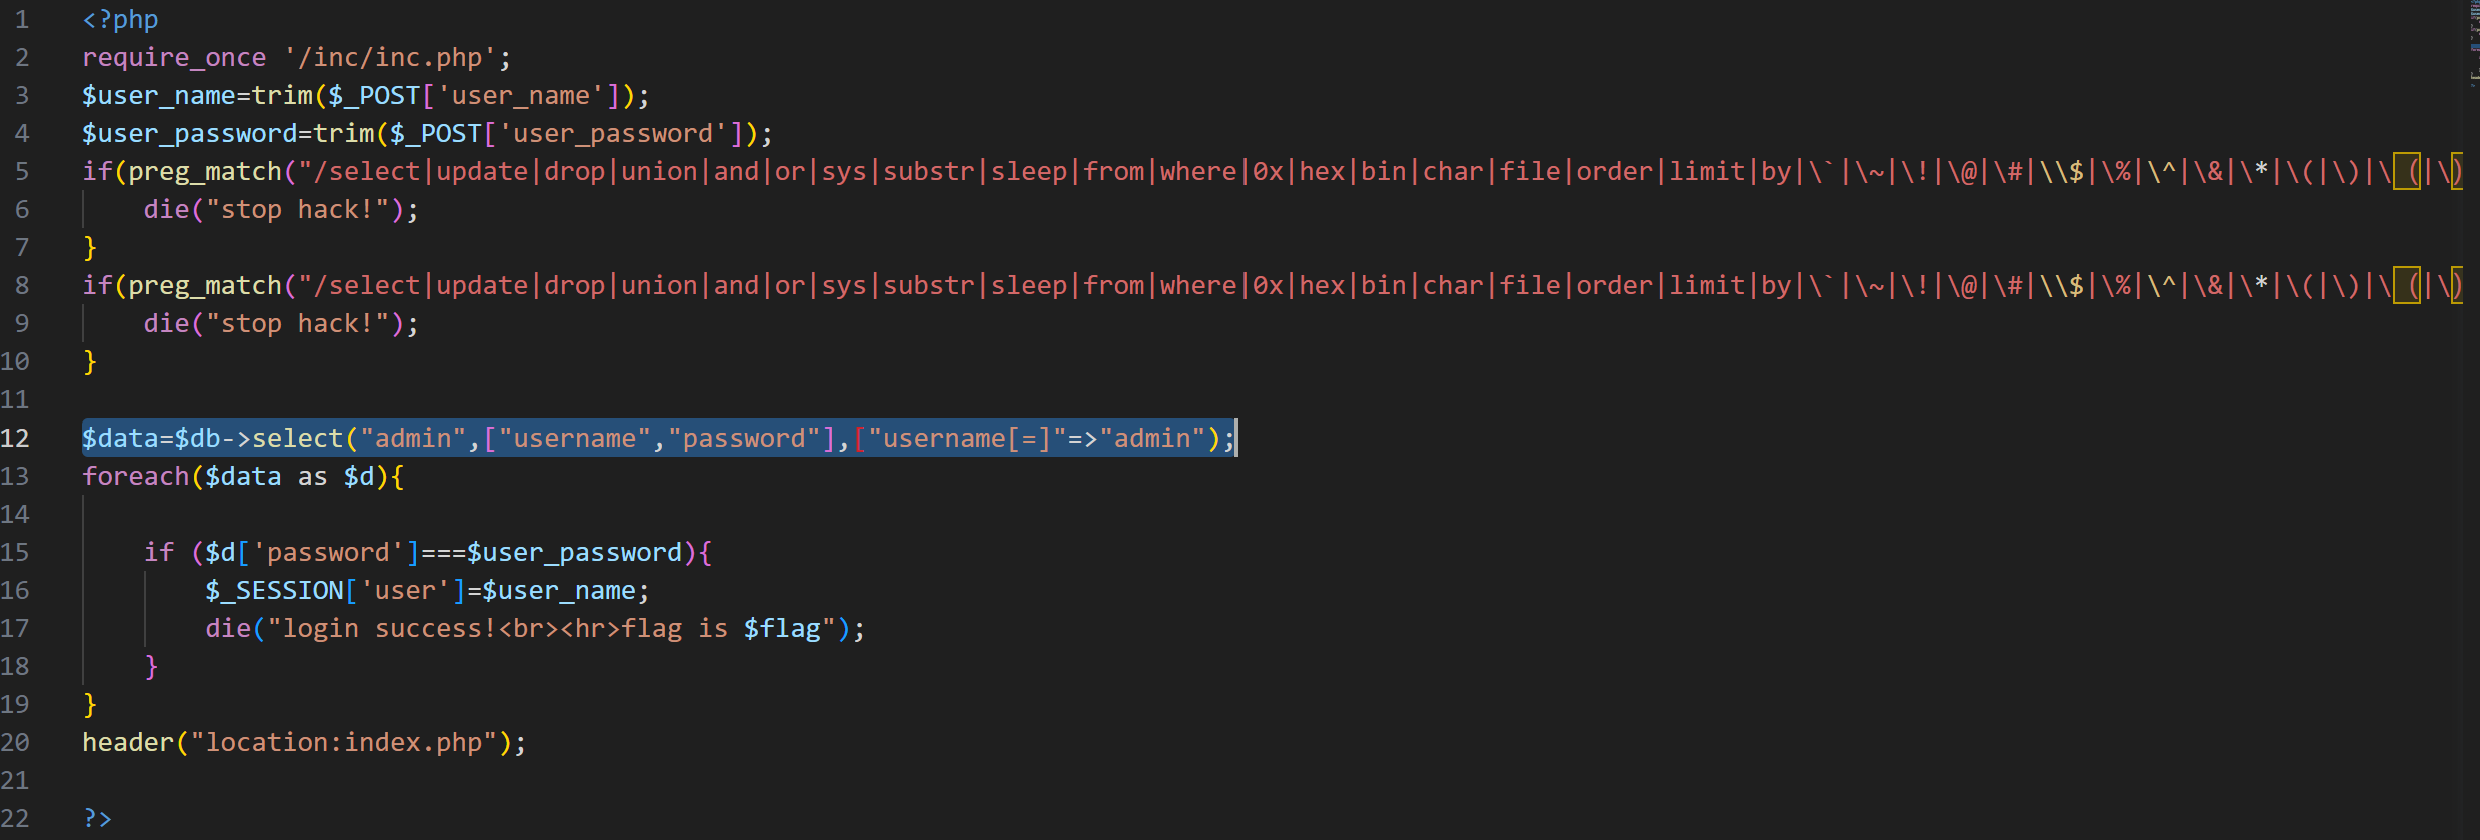 1 <?php
2 require_once '/inc/inc.php';
3 $user_name=trim($_POST['user_name']);
4 $user_password=trim($_POST['user_password']);
5 if(preg_match("/select|update|drop|union|and|or|sys|substr|sleep|from|where|0x|hex|bin|char|file|order|limit|by|\`|\~|\!|\@|\#|\\$|\%|\^|\&|\*|\(|\)|\（|\）
6 die("stop hack!");
7 }
8 if(preg_match("/select|update|drop|union|and|or|sys|substr|sleep|from|where|0x|hex|bin|char|file|order|limit|by|\`|\~|\!|\@|\#|\\$|\%|\^|\&|\*|\(|\)|\（|\）
9 die("stop hack!");
10 }
11
12 $data=$db->select("admin",["username","password"],["username[=]"=>"admin");
13 foreach($data as $d){
14
15 if ($d['password']===$user_password){
16 $_SESSION['user']=$user_name;
17 die("login success!<br><hr>flag is $flag");
18 }
19 }
20 header("location:index.php");
21
22 ?>